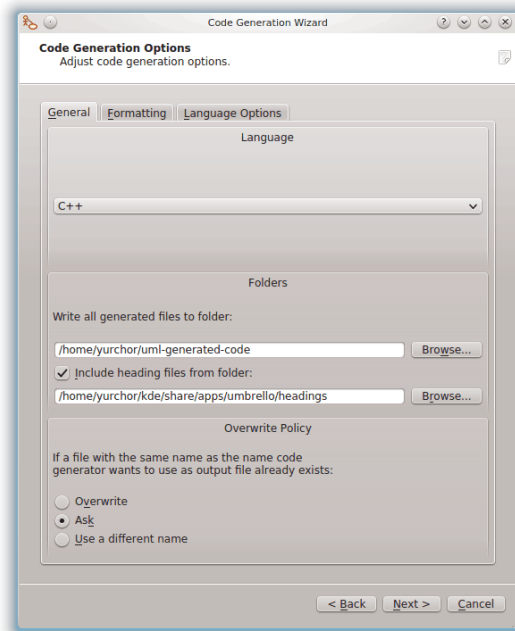 Code Generation Wizard
Code Generation Options
Adjust code generation options.
General Formatting Language Options
Language
C++
Folders
Write all generated files to folder:
/home/yurchor/uml-generated-code Browse...
Include heading files from folder:
/home/yurchor/kde/share/apps/umbrello/headings Browse...
Overwrite Policy
If a file with the same name as the name code
generator wants to use as output file already exists:
Overwrite
Ask
Use a different name
< Back Next > Cancel